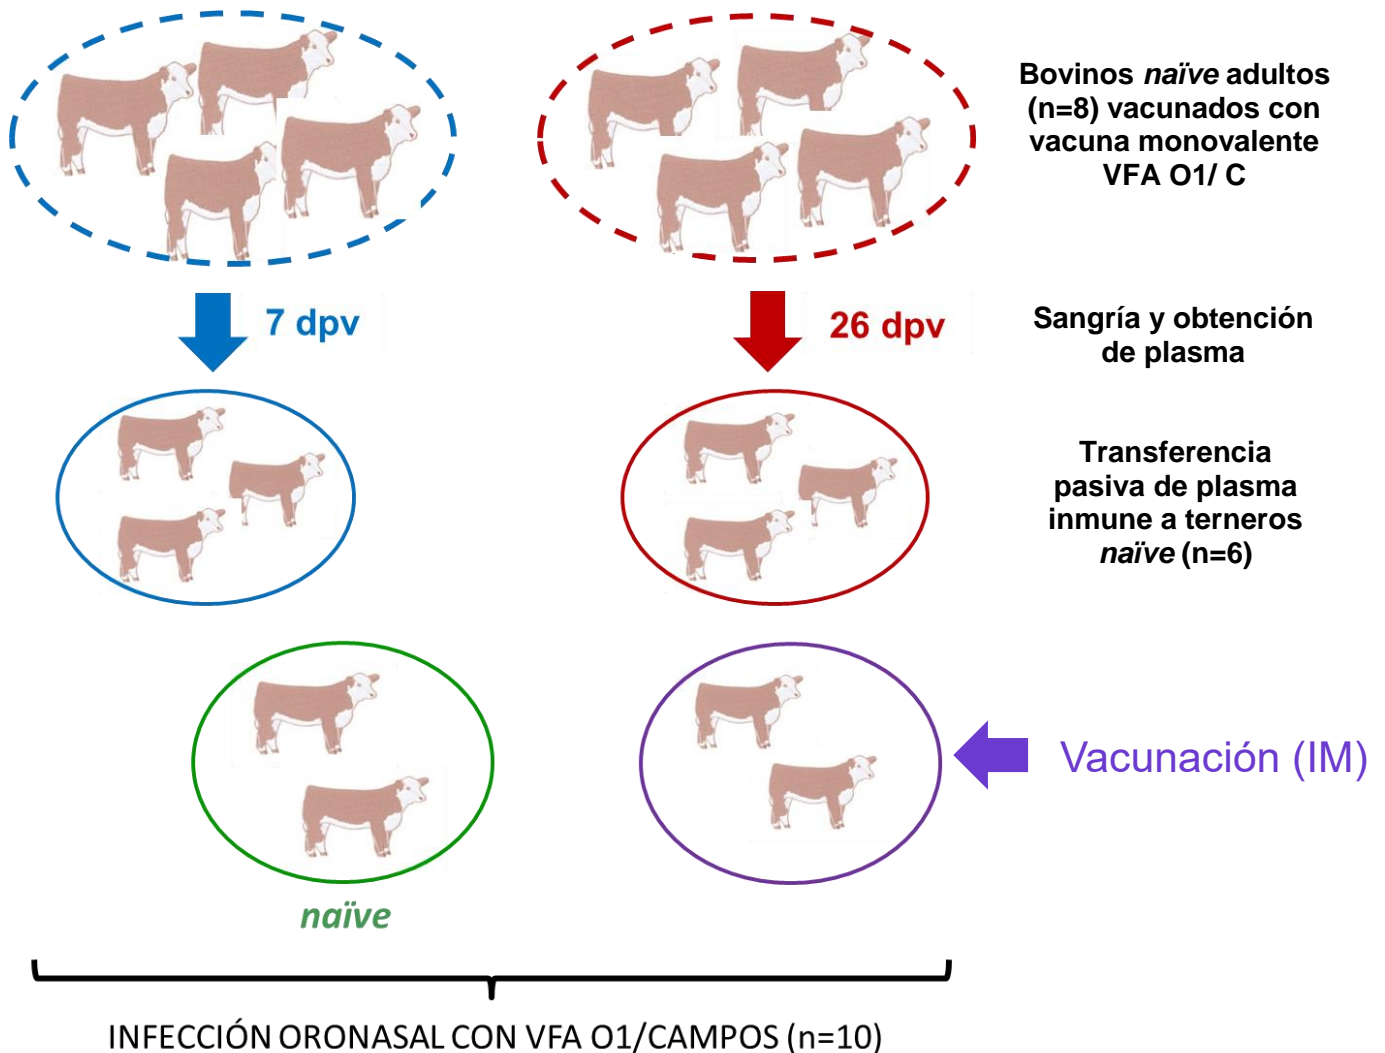 Bovinos naïve adultos
(n=8) vacunados con
vacuna monovalente
VFA O1/ C
7 dpv
26 dpv
Sangría y obtención
de plasma
Transferencia
pasiva de plasma
inmune a terneros
naïve (n=6)
Vacunación (IM)
naïve
INFECCIÓN ORONASAL CON VFA O1/CAMPOS (n=10)